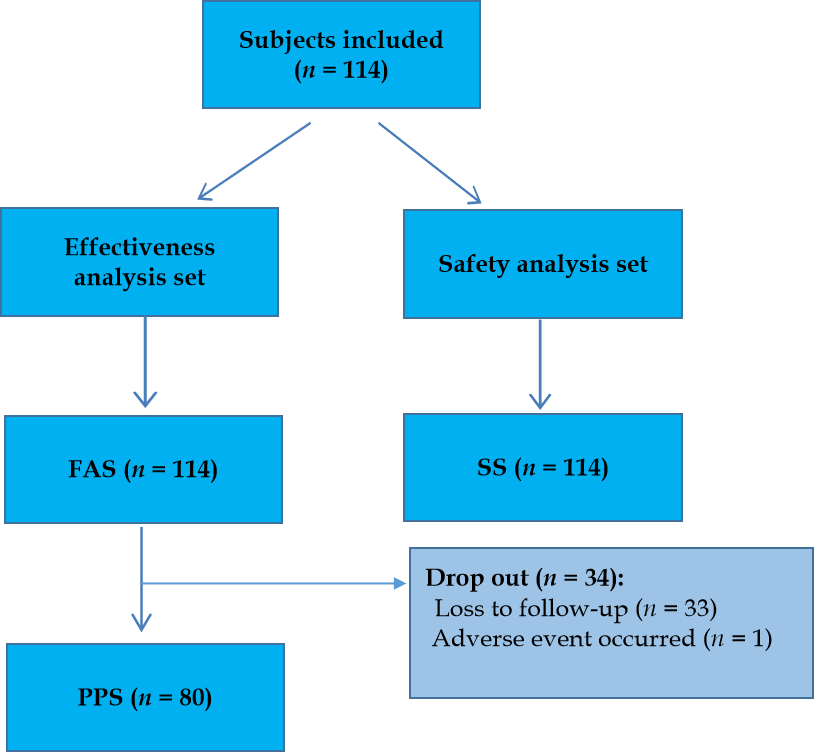 Subjects included
(n = 114)
Effectiveness
analysis set
Safety analysis set
FAS (n = 114)
SS (n = 114)
Drop out (n = 34):
Loss to follow-up (n = 33)
Adverse event occurred (n = 1)
PPS (n = 80)